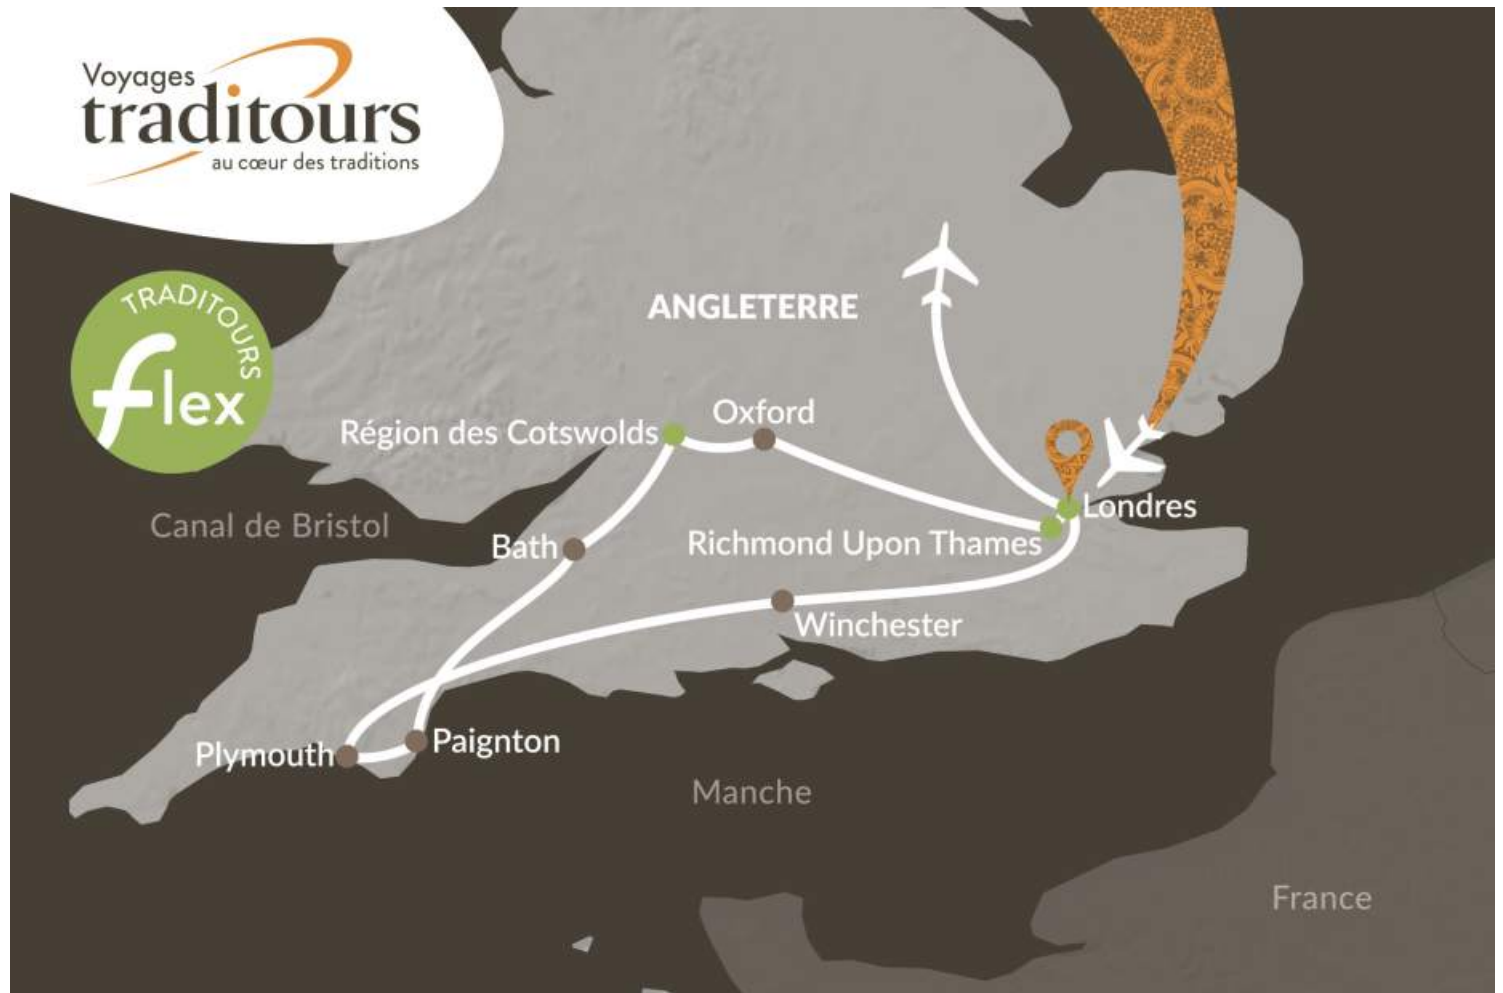 Voyages
traditours
au cœur des traditions
TRADITOURS
flex
ANGLETERRE
Oxford
Région des Cotswolds
Londres
Canal de Bristol
Bath
Richmond Upon Thames
Winchester
Plymouth
Paignton
Manche
France